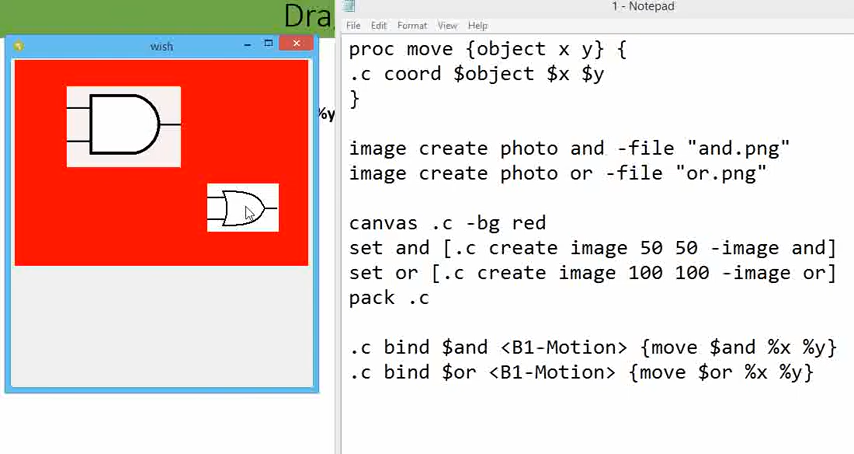 Dra
wish
%y
1 - Notepad
File Edit Format View Help
proc move {object x y} {
.c coord $object $x $y
}
image create photo and -file "and.png"
image create photo or -file "or.png"
canvas .c -bg red
set and [.c create image 50 50 -image and]
set or [.c create image 100 100 -image or]
pack .c
.c bind $and <B1-Motion> {move $and %x %y}
.c bind $or <B1-Motion> {move $or %x %y}